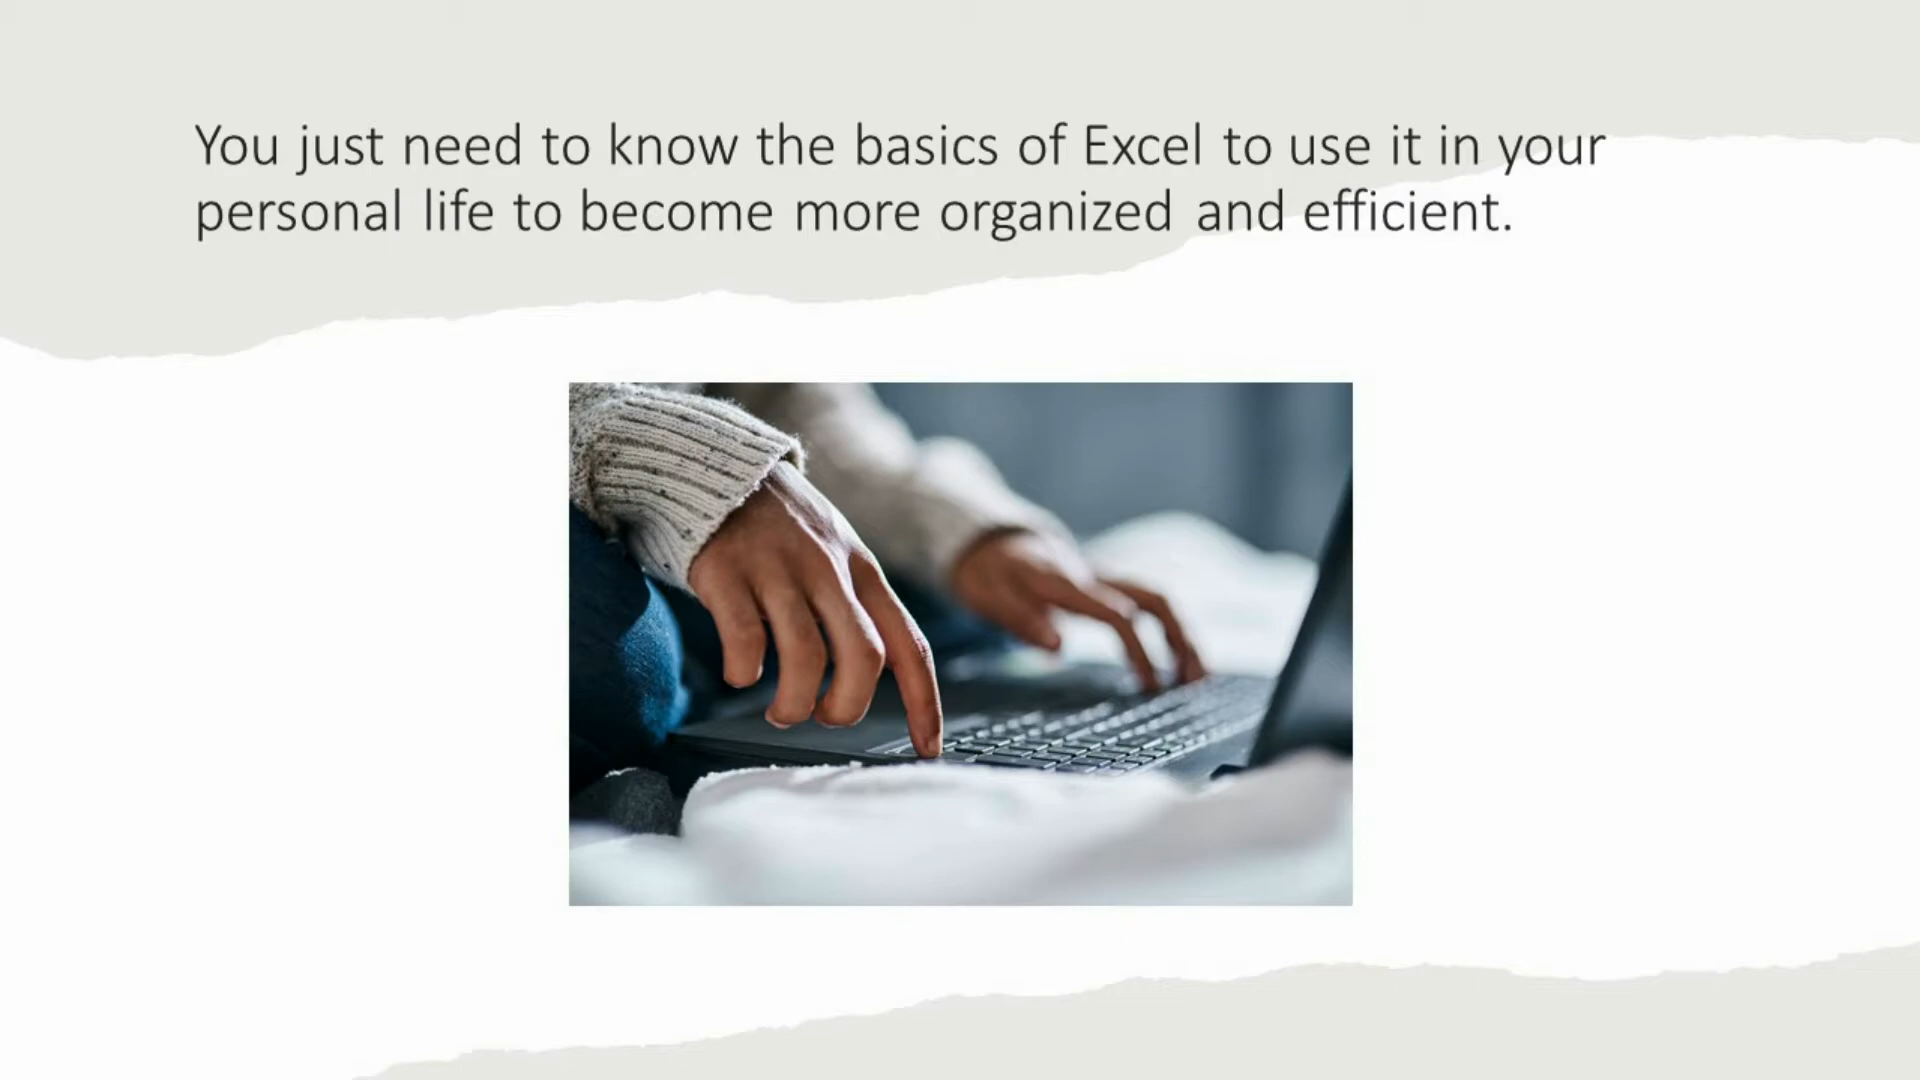 You just need to know the basics of Excel to use it in your
personal life to become more organized and efficient.